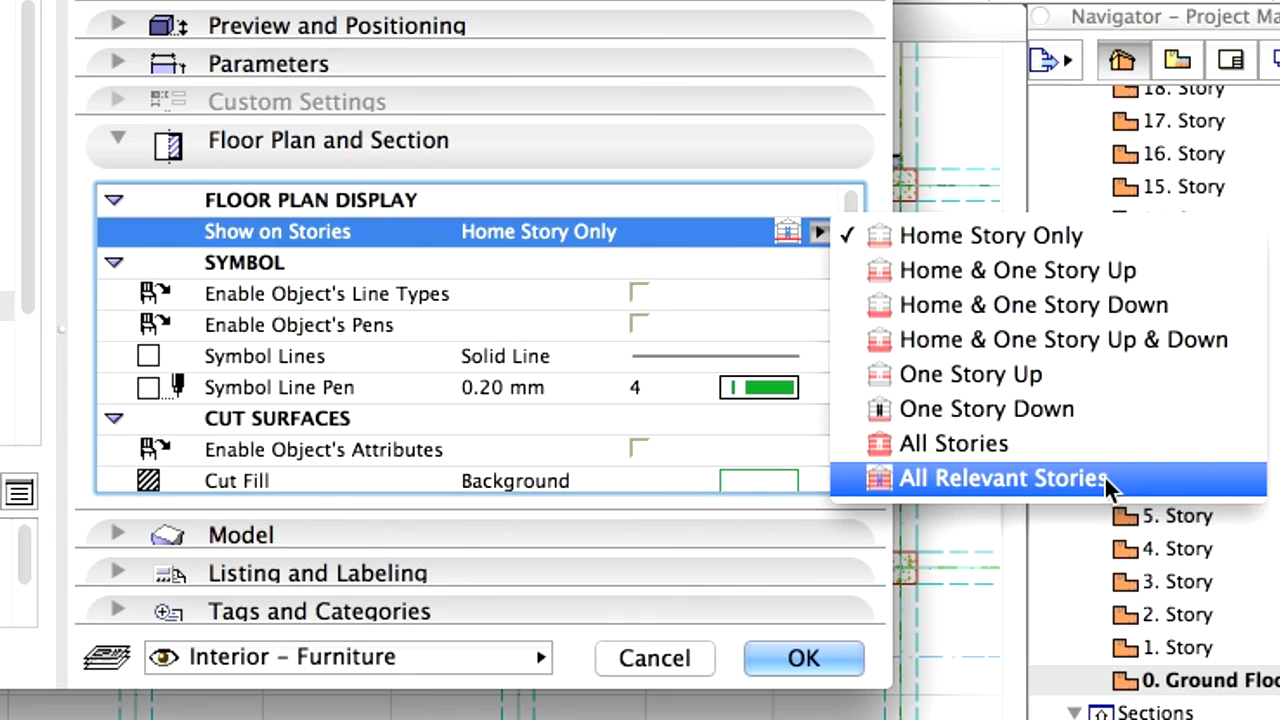 Preview and Positioning
Parameters
Custom Settings
Floor Plan and Section
FLOOR PLAN DISPLAY
Show on Stories Home Story Only
SYMBOL
Enable Object's Line Types
Enable Object's Pens
Symbol Lines Solid Line
Symbol Line Pen 0.20 mm 4
CUT SURFACES
Enable Object's Attributes
Cut Fill Background
Model
Listing and Labeling
Tags and Categories
Interior - Furniture
Cancel OK
Home Story Only
Home & One Story Up
Home & One Story Down
Home & One Story Up & Down
One Story Up
One Story Down
All Stories
All Relevant Stories
Navigator - Project Ma
18. Story
17. Story
16. Story
15. Story
5. Story
4. Story
3. Story
2. Story
1. Story
0. Ground Floo
Sections